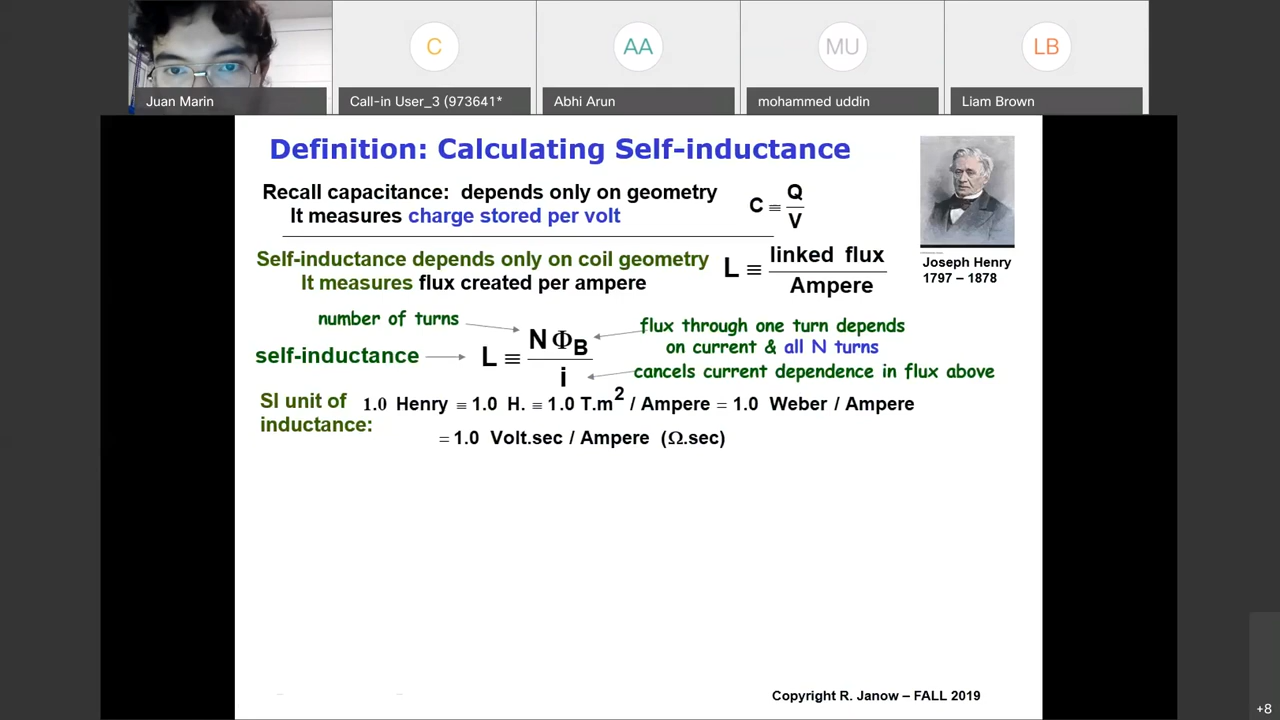 C
AA
MU
LB
Juan Marin
Call-in User_3 (973641*
Abhi Arun
mohammed uddin
Liam Brown
Definition: Calculating Self-inductance
Recall capacitance: depends only on geometry
It measures charge stored per volt
C ≡ Q / V
Self-inductance depends only on coil geometry
It measures flux created per ampere
L ≡ linked flux / Ampere
Joseph Henry
1797 – 1878
number of turns
self-inductance
L ≡ NΦB / i
flux through one turn depends
on current & all N turns
cancels current dependence in flux above
SI unit of
inductance:
1.0 Henry ≡ 1.0 H. ≡ 1.0 T.m² / Ampere = 1.0 Weber / Ampere
= 1.0 Volt.sec / Ampere (Ω.sec)
Copyright R. Janow – FALL 2019
+8